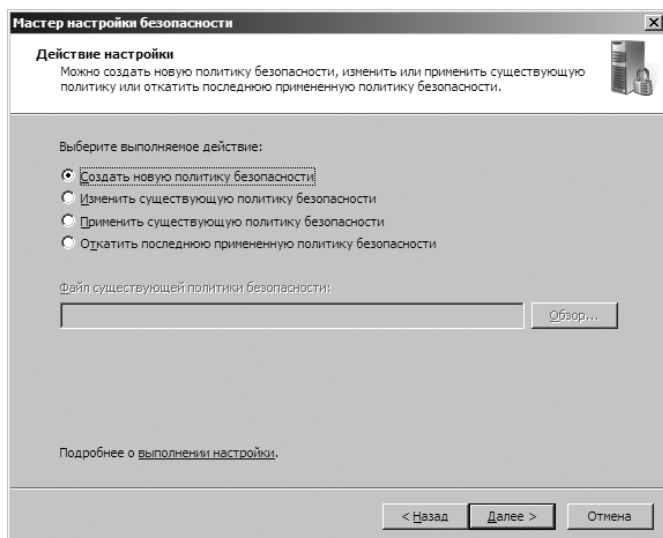 Мастер настройки безопасности
Действие настройки
Можно создать новую политику безопасности, изменить или применить существующую
политику или откатить последнюю примененную политику безопасности.
Выберите выполняемое действие:
Создать новую политику безопасности
Изменить существующую политику безопасности
Применить существующую политику безопасности
Откатить последнюю примененную политику безопасности
Файл существующей политики безопасности:
Обзор...
Подробнее о выполнении настройки.
< Назад Далее > Отмена